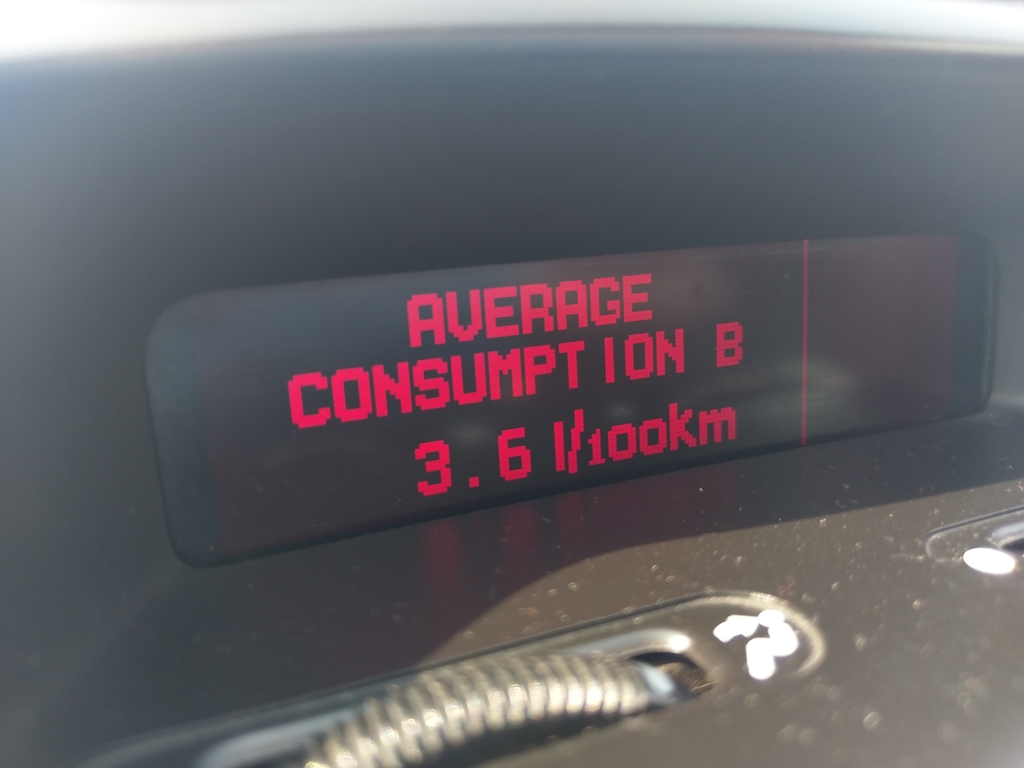 AVERAGE
CONSUMPTION B
3.6 l/100km